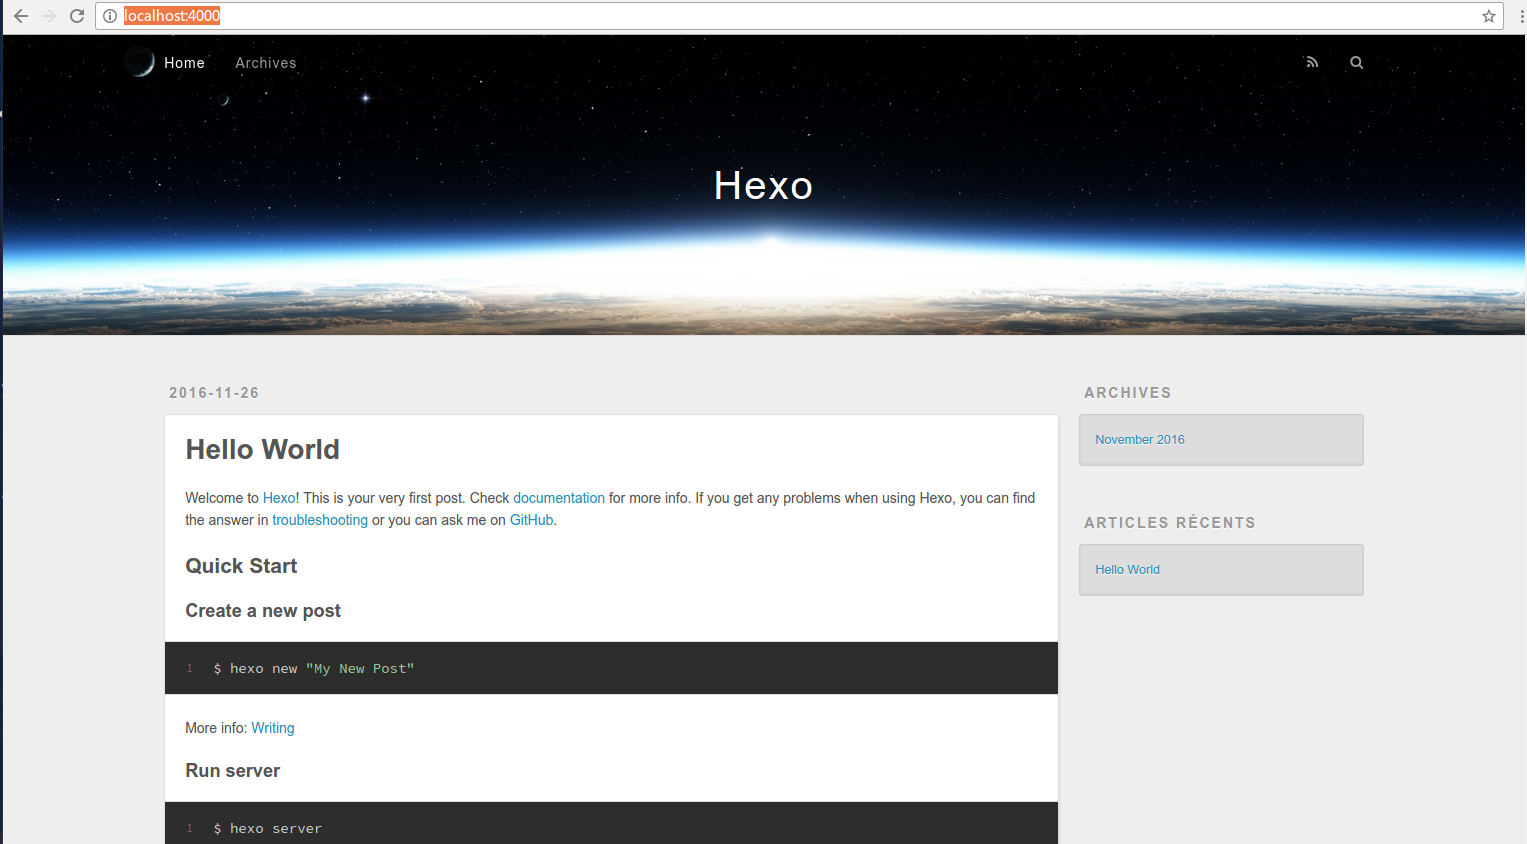 localhost:4000
Home Archives
Hexo
2016-11-26
Hello World
Welcome to Hexo! This is your very first post. Check documentation for more info. If you get any problems when using Hexo, you can find
the answer in troubleshooting or you can ask me on GitHub.
Quick Start
Create a new post
1 $ hexo new "My New Post"
More info: Writing
Run server
1 $ hexo server
ARCHIVES
November 2016
ARTICLES RÉCENTS
Hello World